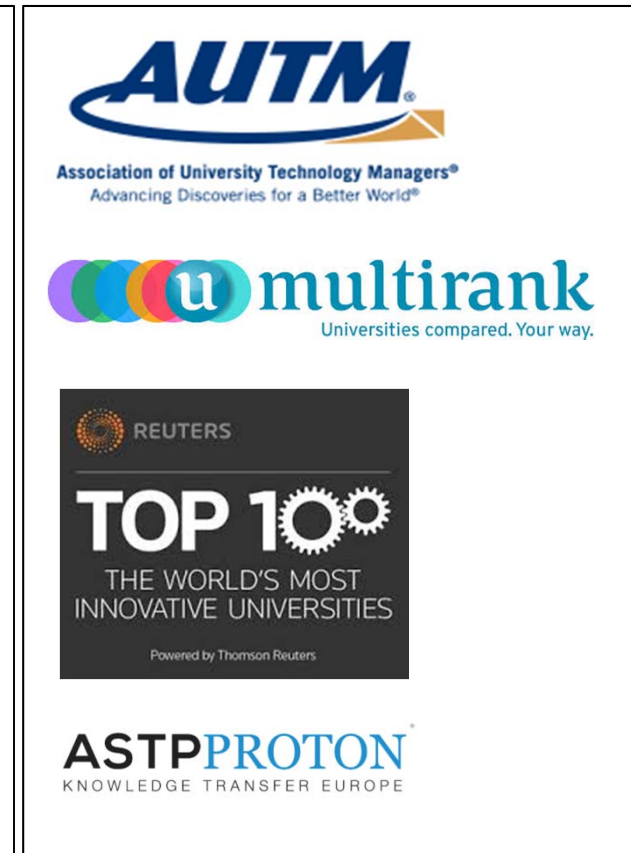 AUTM®
Association of University Technology Managers®
Advancing Discoveries for a Better World®
u multirank
Universities compared. Your way.
REUTERS
TOP 100
THE WORLD'S MOST
INNOVATIVE UNIVERSITIES
Powered by Thomson Reuters
ASTPPROTON
KNOWLEDGE TRANSFER EUROPE